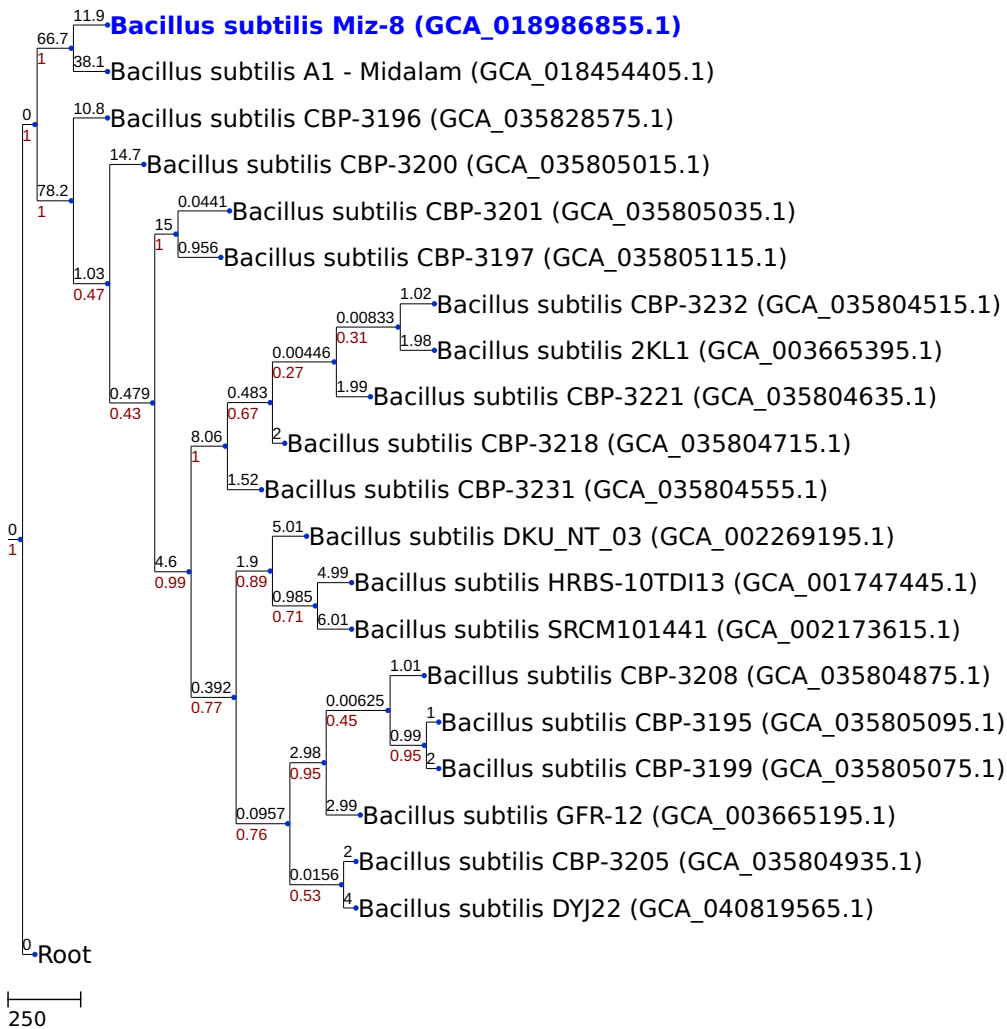 11.9
Bacillus subtilis Miz-8 (GCA_018986855.1)
66.7
1
38.1
Bacillus subtilis A1 - Midalam (GCA_018454405.1)
10.8
Bacillus subtilis CBP-3196 (GCA_035828575.1)
0
1
14.7
Bacillus subtilis CBP-3200 (GCA_035805015.1)
78.2
1
0.0441
Bacillus subtilis CBP-3201 (GCA_035805035.1)
15
1
0.956
Bacillus subtilis CBP-3197 (GCA_035805115.1)
1.03
0.47
1.02
Bacillus subtilis CBP-3232 (GCA_035804515.1)
0.00833
0.31
1.98
Bacillus subtilis 2KL1 (GCA_003665395.1)
0.00446
0.27
1.99
Bacillus subtilis CBP-3221 (GCA_035804635.1)
0.479
0.43
0.483
0.67
2
Bacillus subtilis CBP-3218 (GCA_035804715.1)
8.06
1
1.52
Bacillus subtilis CBP-3231 (GCA_035804555.1)
0
1
5.01
Bacillus subtilis DKU_NT_03 (GCA_002269195.1)
4.6
0.99
1.9
0.89
4.99
Bacillus subtilis HRBS-10TDI13 (GCA_001747445.1)
0.985
0.71
6.01
Bacillus subtilis SRCM101441 (GCA_002173615.1)
1.01
Bacillus subtilis CBP-3208 (GCA_035804875.1)
0.392
0.77
0.00625
0.45
1
Bacillus subtilis CBP-3195 (GCA_035805095.1)
0.99
0.95
2
Bacillus subtilis CBP-3199 (GCA_035805075.1)
2.98
0.95
2.99
Bacillus subtilis GFR-12 (GCA_003665195.1)
0.0957
0.76
2
Bacillus subtilis CBP-3205 (GCA_035804935.1)
0.0156
0.53
4
Bacillus subtilis DYJ22 (GCA_040819565.1)
0
Root
250